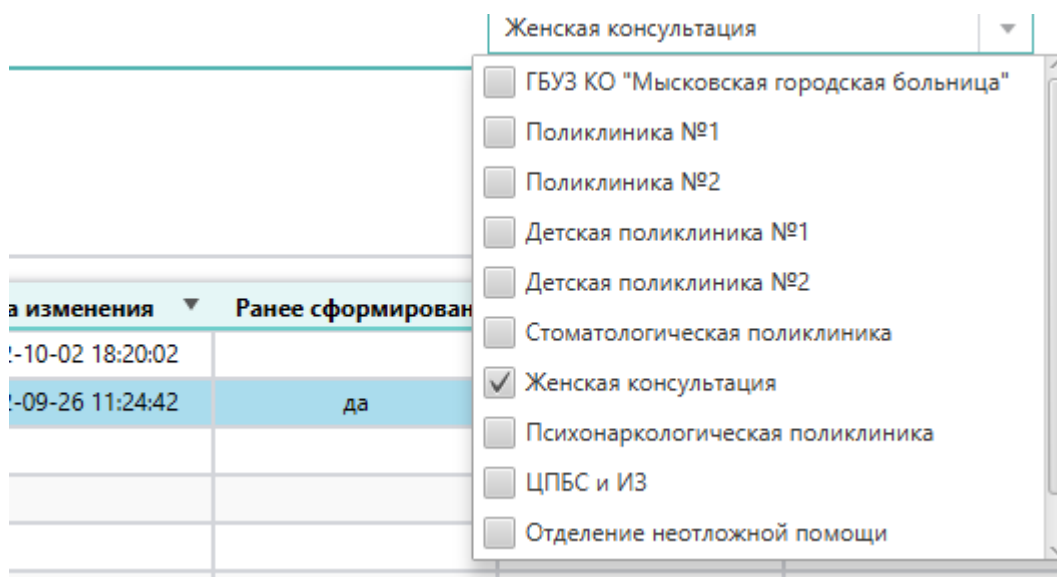 Женская консультация
ГБУЗ КО "Мысковская городская больница"
Поликлиника №1
Поликлиника №2
Детская поликлиника №1
Детская поликлиника №2
Стоматологическая поликлиника
Женская консультация
Психонаркологическая поликлиника
ЦПБС и ИЗ
Отделение неотложной помощи
а изменения Ранее сформирован
-10-02 18:20:02
-09-26 11:24:42 да